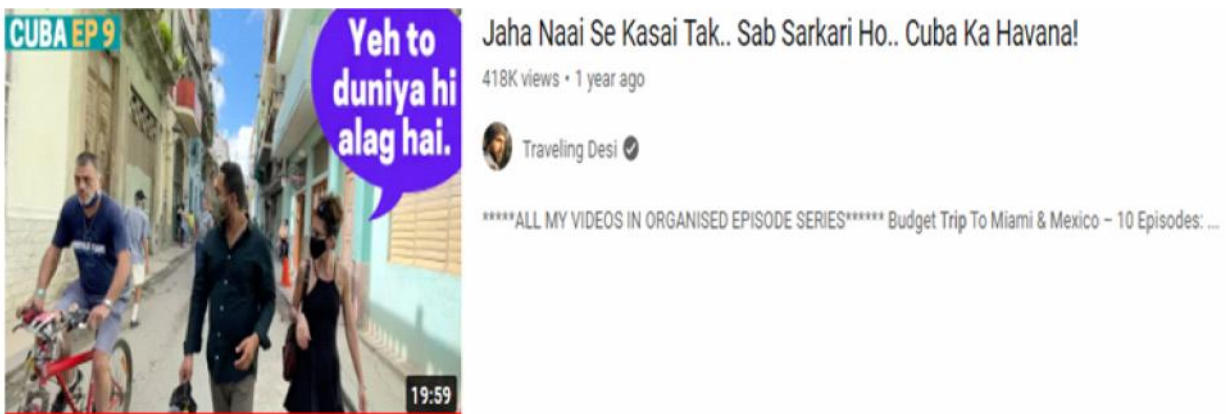 CUBA EP 9
Yeh to
duniya hi
alag hai.
19:59
Jaha Naai Se Kasai Tak.. Sab Sarkari Ho.. Cuba Ka Havana!
418K views • 1 year ago
Traveling Desi
*****ALL MY VIDEOS IN ORGANISED EPISODE SERIES****** Budget Trip To Miami & Mexico – 10 Episodes: ...